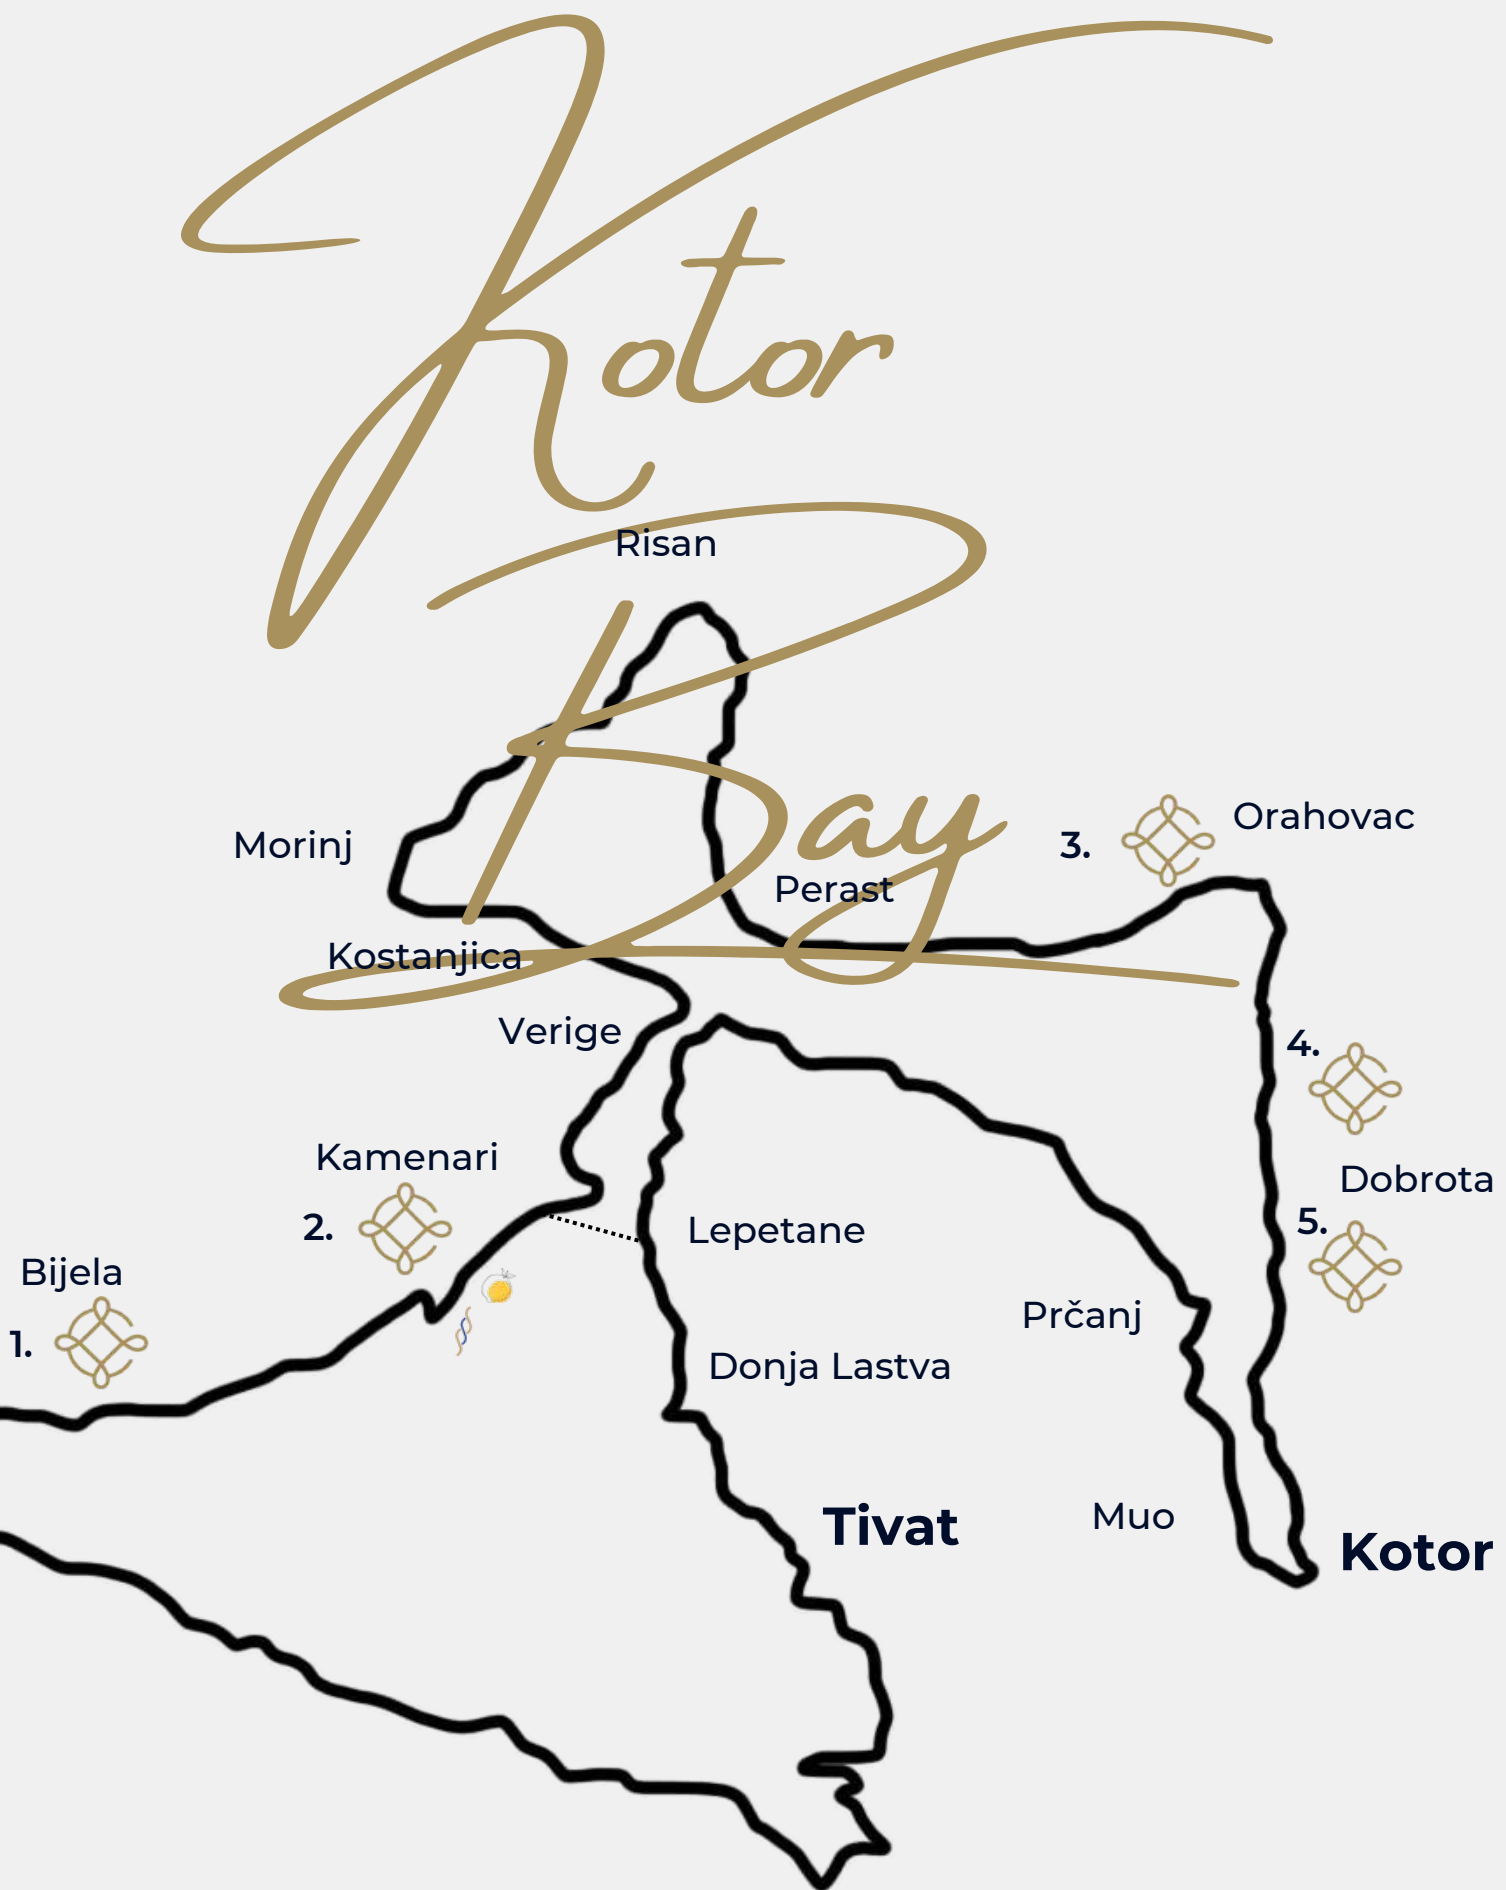 Kotor
Risan
Bay
Orahovac
3.
Morinj
Perast
Kostanjica
Verige
4.
Kamenari
Dobrota
2.
Lepetane
5.
Bijela
1.
Prčanj
Donja Lastva
Tivat
Muo
Kotor